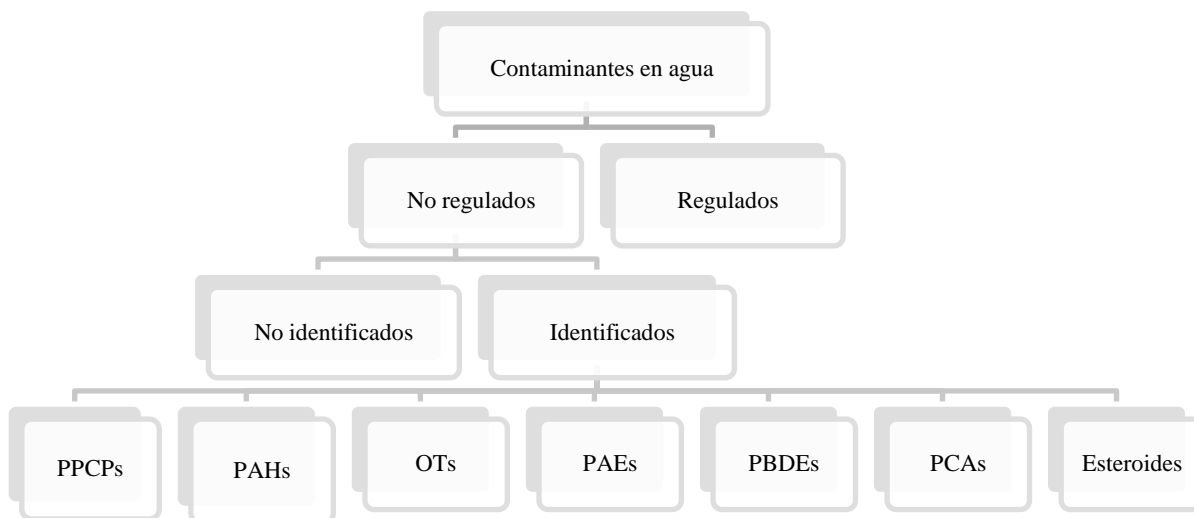 Contaminantes en agua
No regulados
Regulados
No identificados
Identificados
PPCPs
PAHs
OTs
PAEs
PBDEs
PCAs
Esteroides